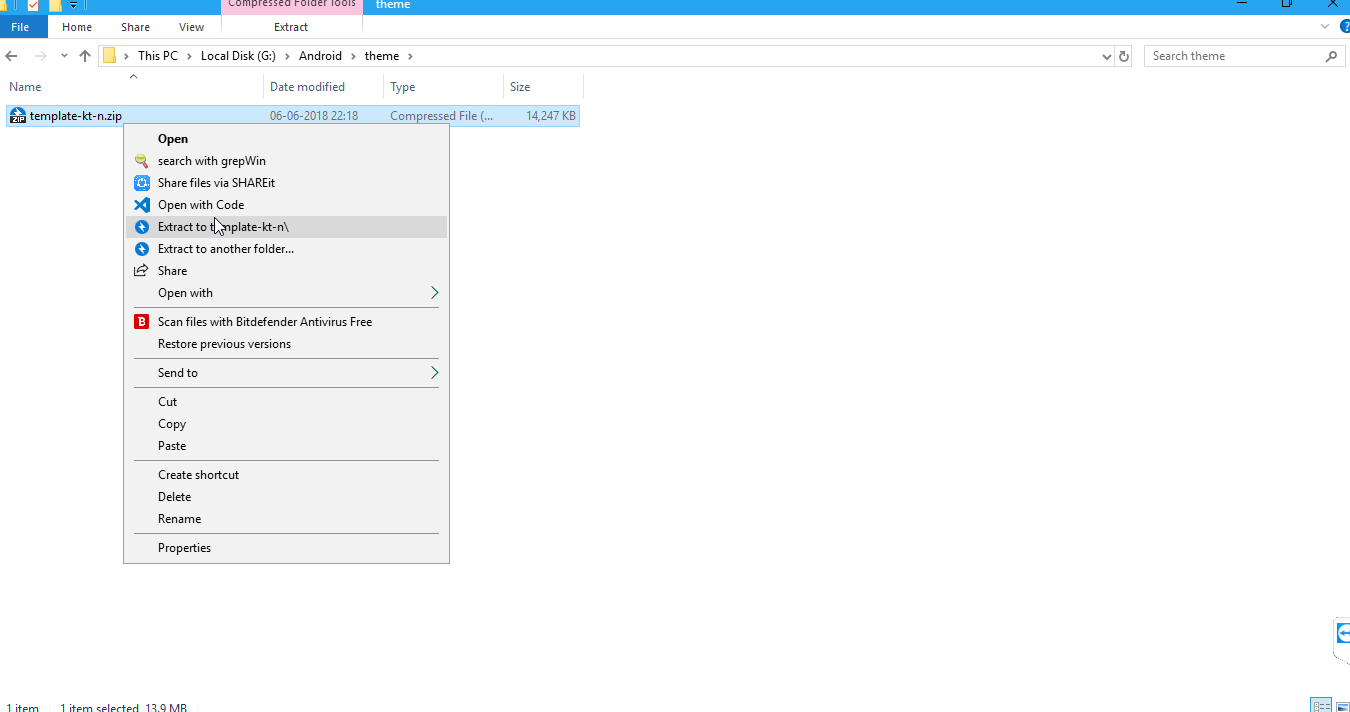 Compressed Folder Tools theme
File Home Share View Extract
This PC Local Disk (G:) Android theme Search theme
Name Date modified Type Size
template-kt-n.zip 06-06-2018 22:18 Compressed File (... 14,247 KB
Open
search with grepWin
Share files via SHAREit
Open with Code
Extract to template-kt-n\
Extract to another folder...
Share
Open with
B Scan files with Bitdefender Antivirus Free
Restore previous versions
Send to
Cut
Copy
Paste
Create shortcut
Delete
Rename
Properties
1 item 1 item selected 13.9 MB